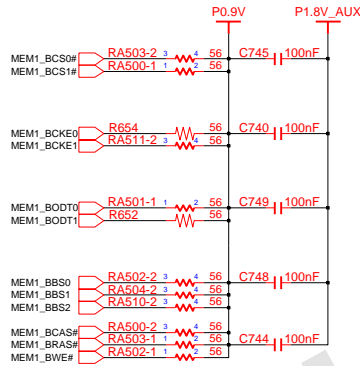 P0.9V P1.8V_AUX
MEM1_BCS0# RA503-2 3 4 56 C745 100nF
MEM1_BCS1# RA500-1 1 2 56
MEM1_BCKE0 R654 56 C740 100nF
MEM1_BCKE1 RA511-2 3 4 56
MEM1_BODT0 RA501-1 1 2 56 C749 100nF
MEM1_BODT1 R652 56
MEM1_BBS0 RA502-2 3 4 56 C748 100nF
MEM1_BBS1 RA504-2 3 4 56
MEM1_BBS2 RA510-2 3 4 56
MEM1_BCAS# RA500-2 3 4 56
MEM1_BRAS# RA503-1 1 2 56 C744 100nF
MEM1_BWE# RA502-1 1 2 56